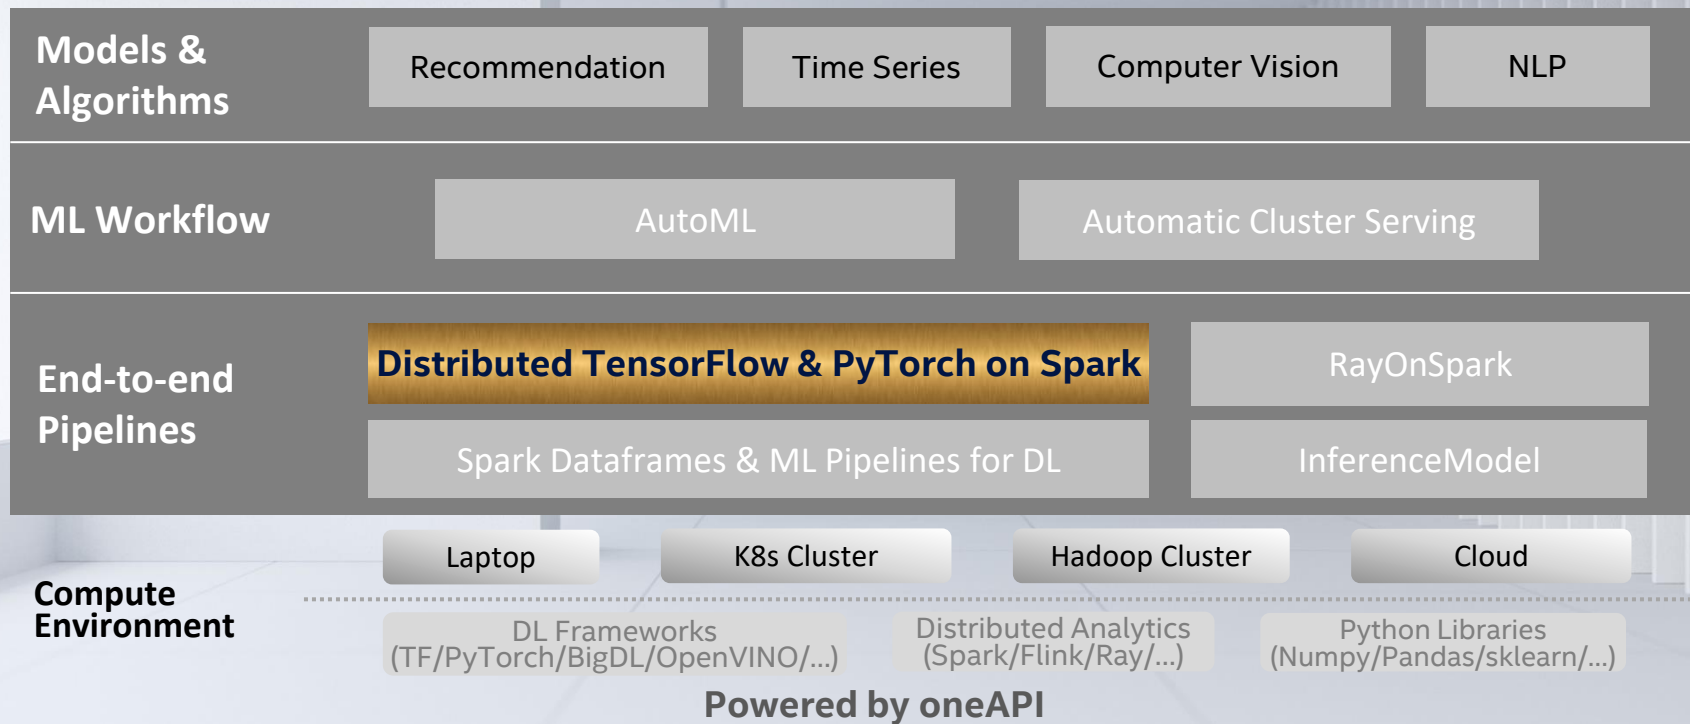 Models &
Algorithms
Recommendation
Time Series
Computer Vision
NLP
ML Workflow
AutoML
Automatic Cluster Serving
End-to-end
Pipelines
Distributed TensorFlow & PyTorch on Spark
RayOnSpark
Spark Dataframes & ML Pipelines for DL
InferenceModel
Compute
Environment
Laptop
K8s Cluster
Hadoop Cluster
Cloud
DL Frameworks
(TF/PyTorch/BigDL/OpenVINO/...)
Distributed Analytics
(Spark/Flink/Ray/...)
Python Libraries
(Numpy/Pandas/sklearn/...)
Powered by oneAPI